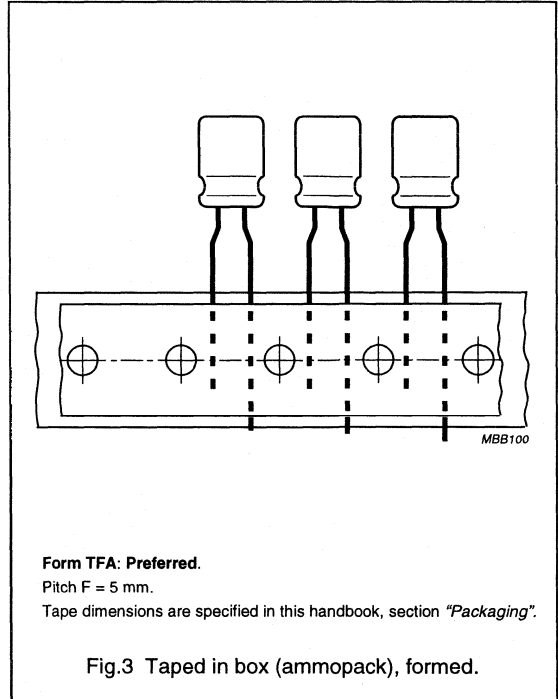 MBB100
Form TFA: Preferred.
Pitch F = 5 mm.
Tape dimensions are specified in this handbook, section “Packaging”.
Fig.3 Taped in box (ammopack), formed.